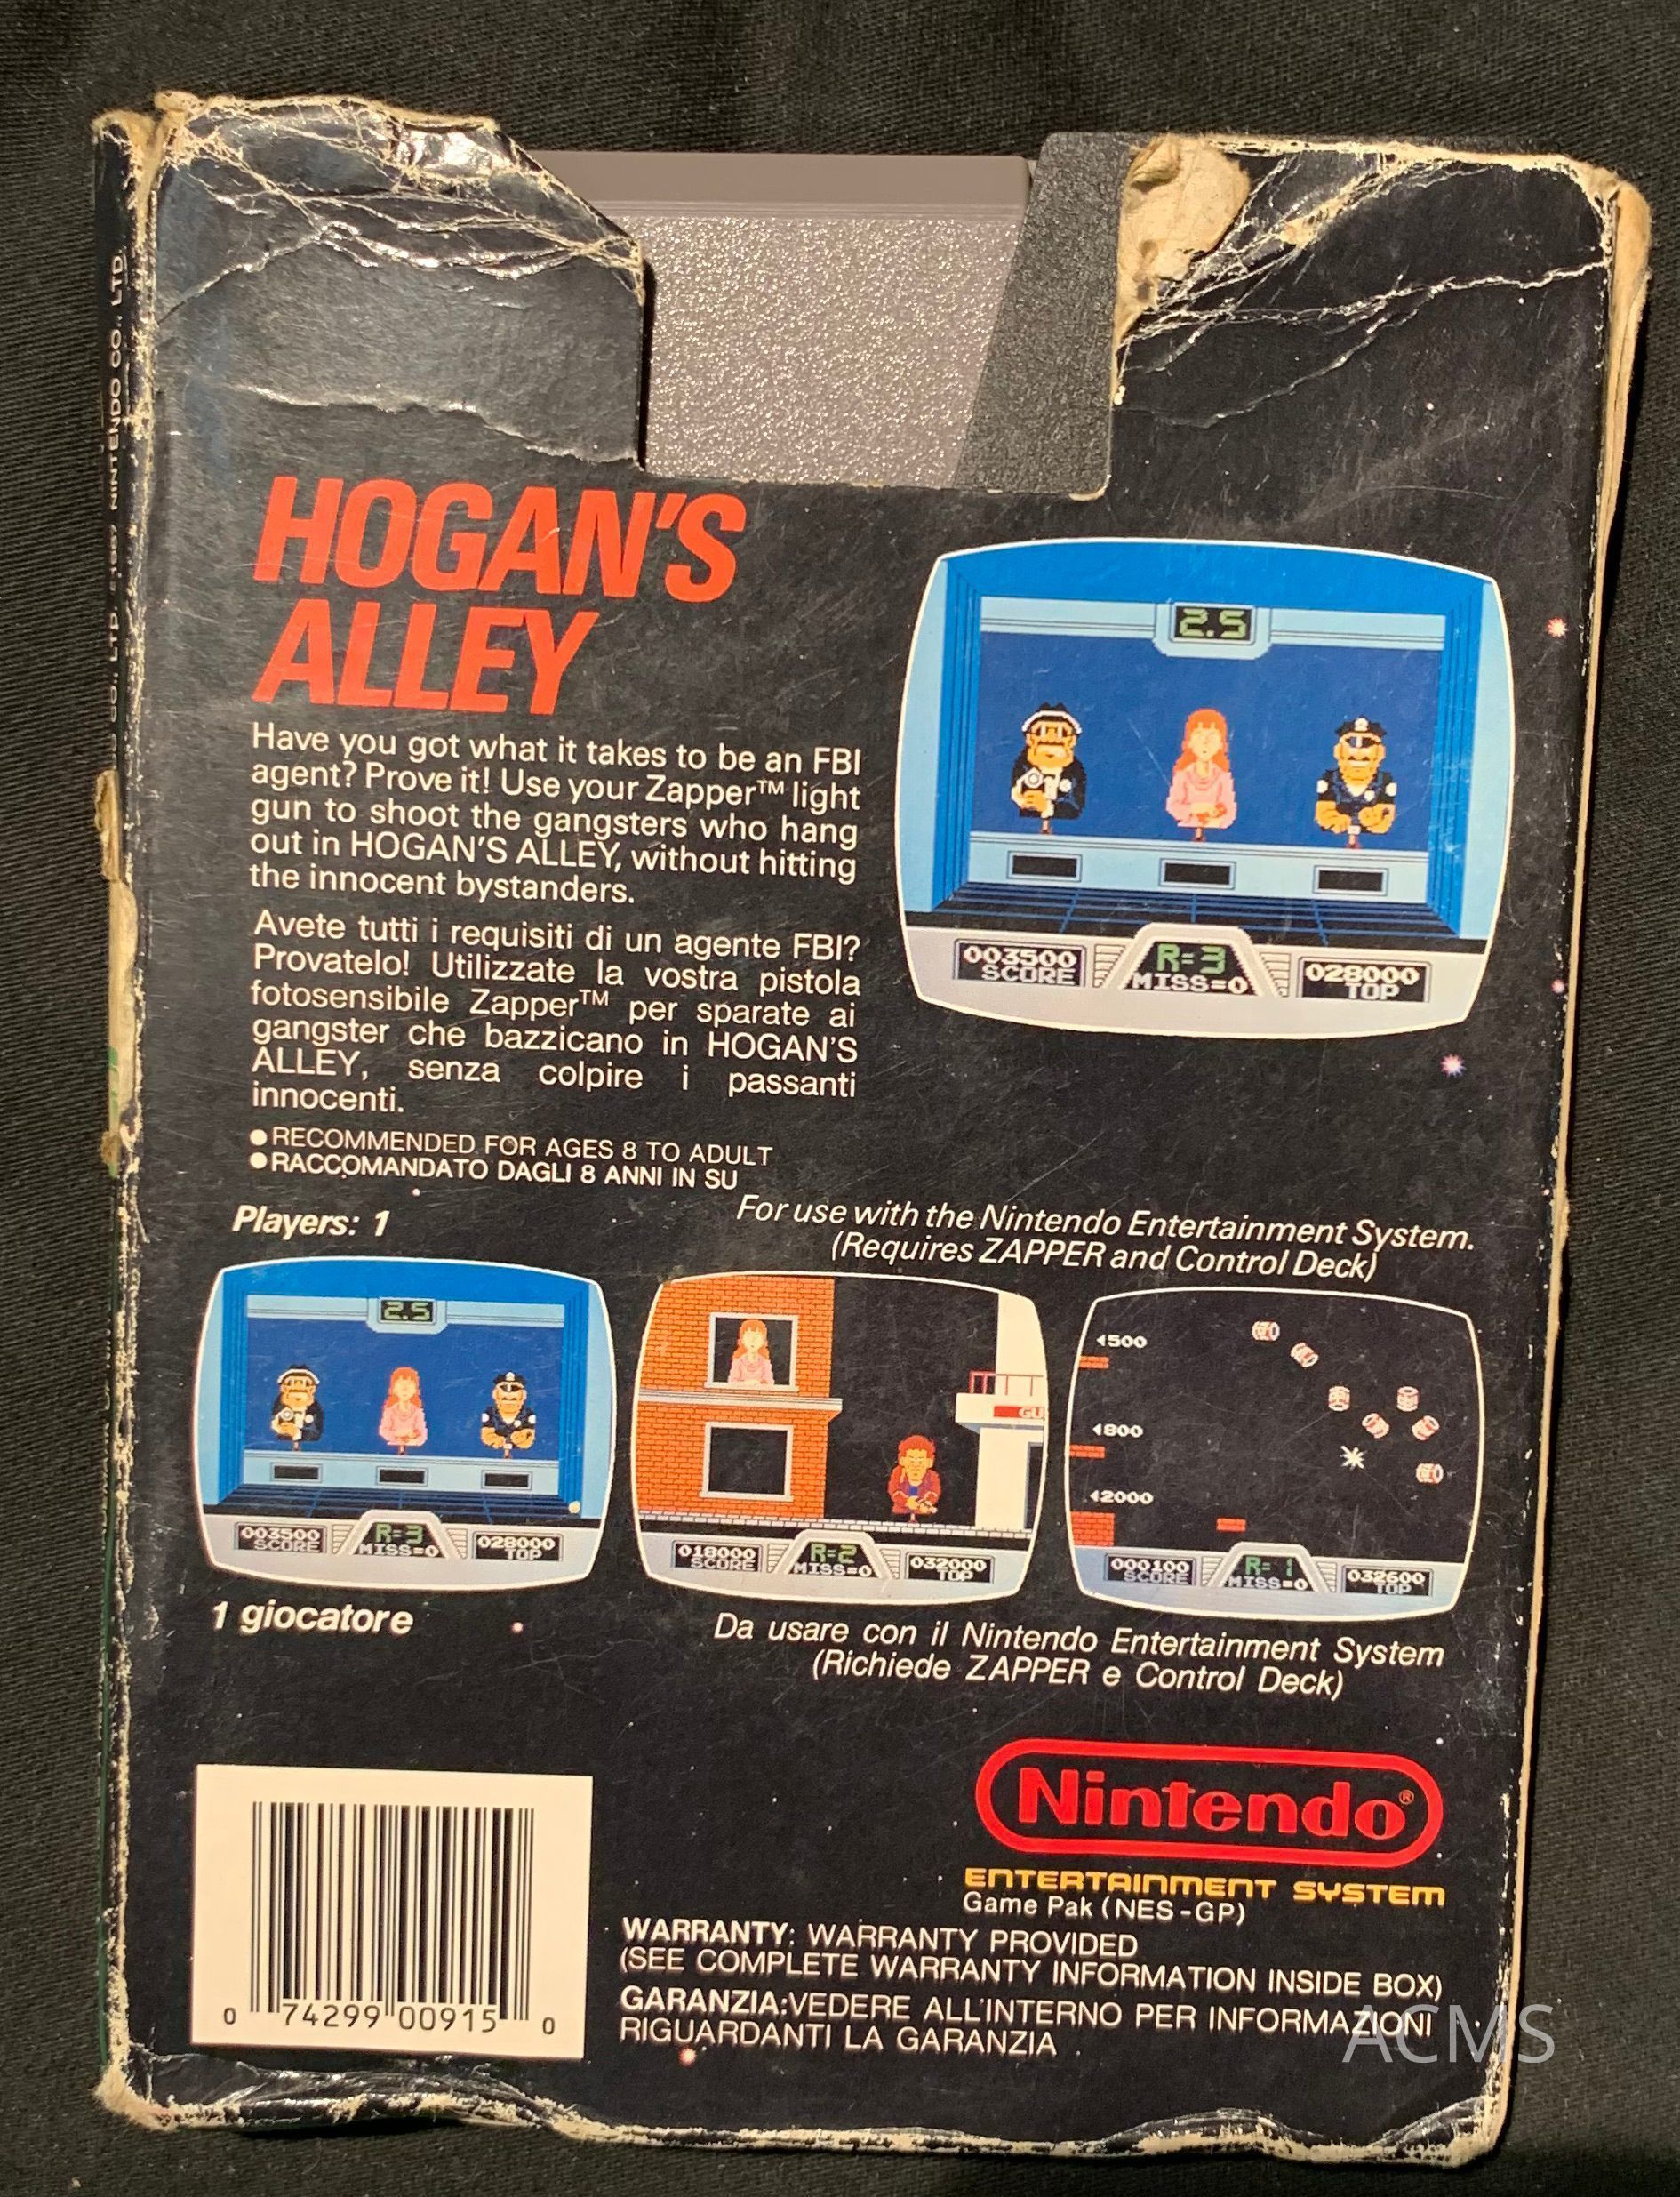 NINTENDO CO., LTD.
HOGAN'S
ALLEY
Have you got what it takes to be an FBI
agent? Prove it! Use your Zapper™ light
gun to shoot the gangsters who hang
out in HOGAN'S ALLEY, without hitting
the innocent bystanders.
Avete tutti i requisiti di un agente FBI?
Provatelo! Utilizzate la vostra pistola
fotosensibile Zapper™ per sparate ai
gangster che bazzicano in HOGAN'S
ALLEY, senza colpire i passanti
innocenti.
2.5
003500
SCORE
R=3
MISS=0
028000
TOP
● RECOMMENDED FOR AGES 8 TO ADULT
● RACCOMANDATO DAGLI 8 ANNI IN SU
Players: 1
For use with the Nintendo Entertainment System.
(Requires ZAPPER and Control Deck)
2.5
003500
SCORE
R=3
MISS=0
028000
TOP
GU
018000
SCORE
R=2
MISS=0
032000
TOP
500
800
2000
000100
SCORE
R=1
MISS=0
032600
TOP
1 giocatore
Da usare con il Nintendo Entertainment System
(Richiede ZAPPER e Control Deck)
Nintendo®
ENTERTAINMENT SYSTEM
Game Pak (NES-GP)
WARRANTY: WARRANTY PROVIDED
(SEE COMPLETE WARRANTY INFORMATION INSIDE BOX)
GARANZIA:VEDERE ALL'INTERNO PER INFORMAZIONI
RIGUARDANTI LA GARANZIA
0 74299 00915 0
ACMS